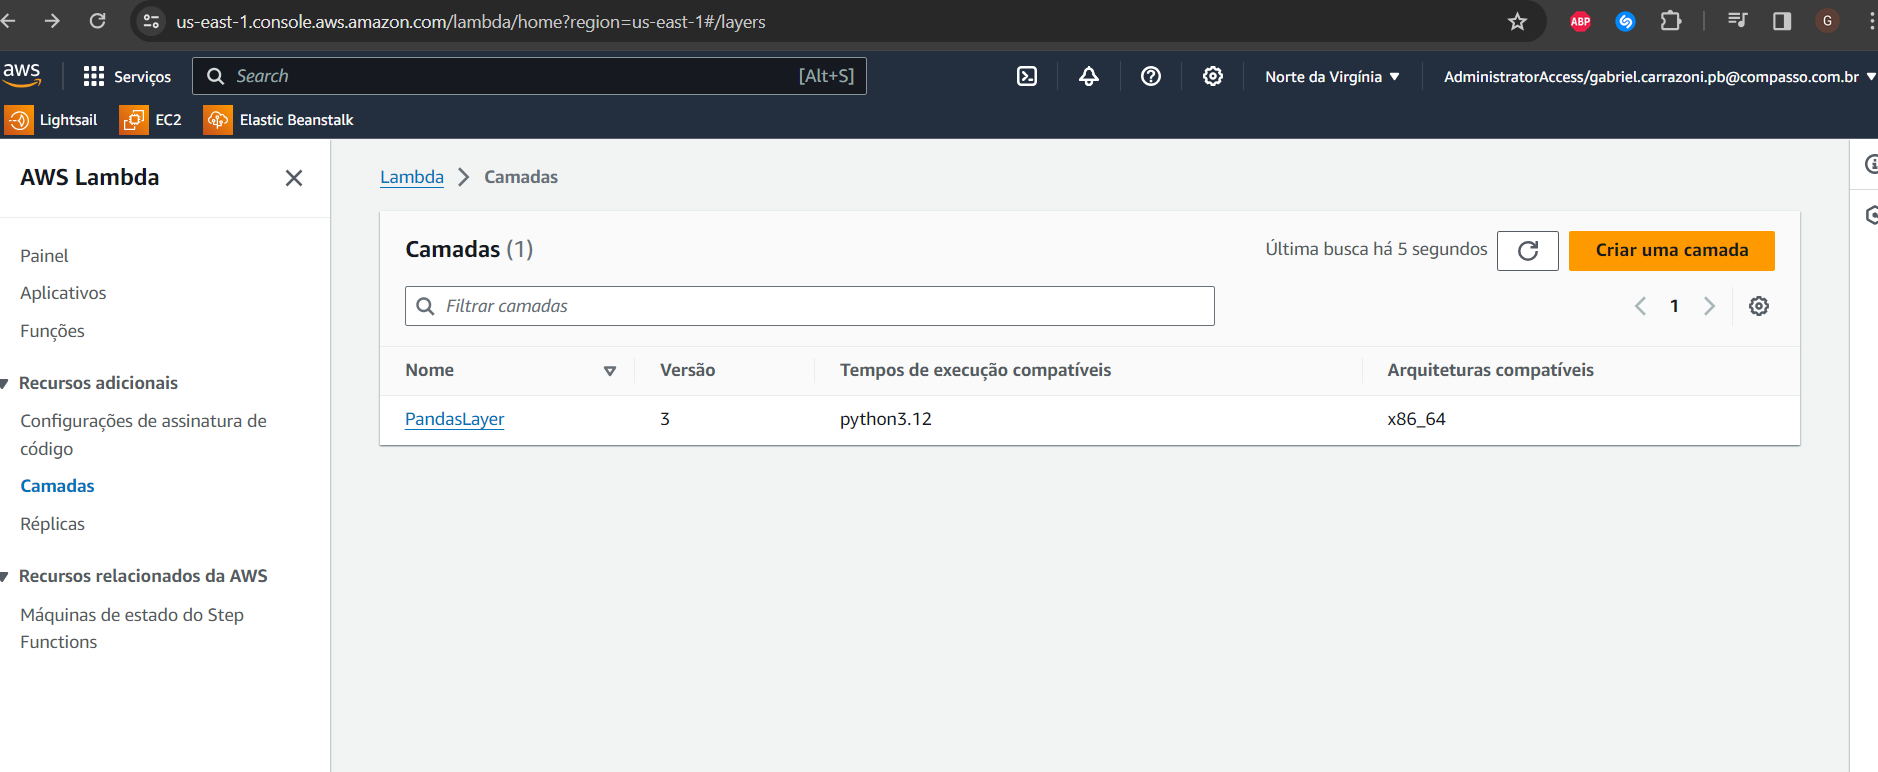 us-east-1.console.aws.amazon.com/lambda/home?region=us-east-1#/layers
ABP
G
aws
Serviços
Search
[Alt+S]
Norte da Virgínia
AdministratorAccess/gabriel.carrazoni.pb@compasso.com.br
Lightsail
EC2
Elastic Beanstalk
AWS Lambda
Painel
Aplicativos
Funções
Recursos adicionais
Configurações de assinatura de
código
Camadas
Réplicas
Recursos relacionados da AWS
Máquinas de estado do Step
Functions
Lambda
Camadas
Camadas (1)
Última busca há 5 segundos
Criar uma camada
Filtrar camadas
1
Nome
Versão
Tempos de execução compatíveis
Arquiteturas compatíveis
PandasLayer
3
python3.12
x86_64